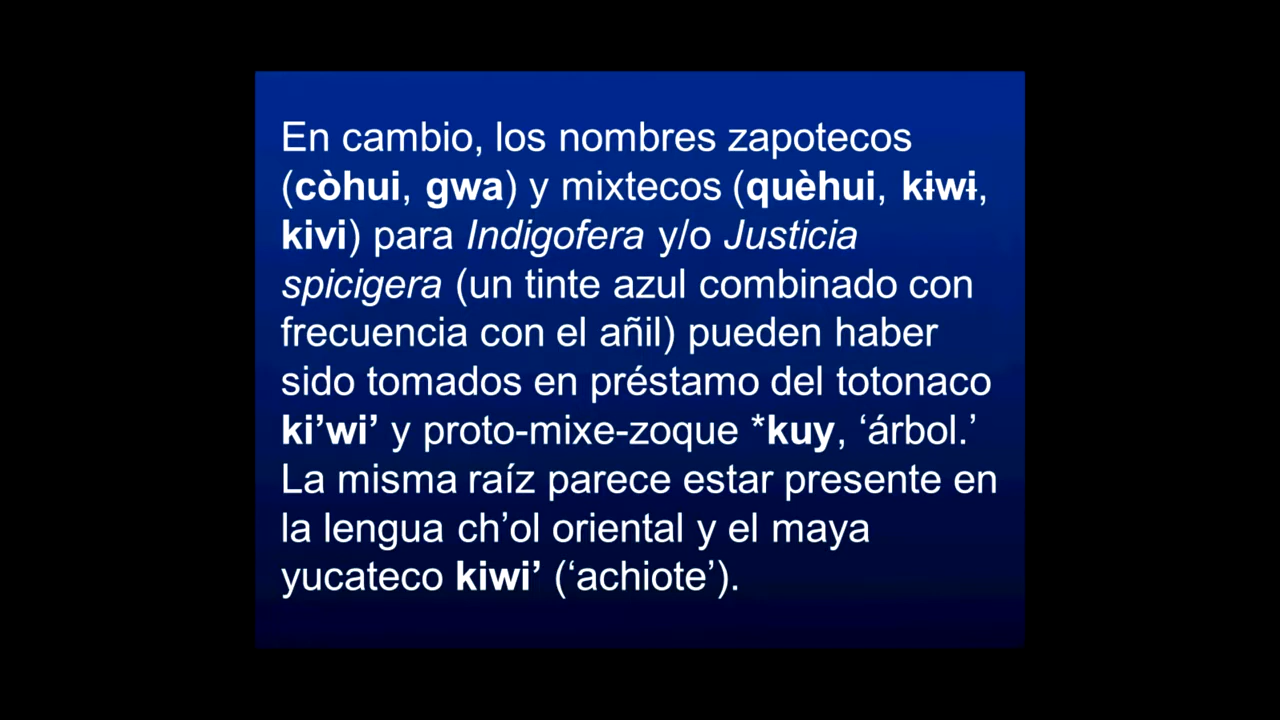 En cambio, los nombres zapotecos
(còhui, gwa) y mixtecos (quèhui, kɨwɨ,
kivi) para Indigofera y/o Justicia
spicigera (un tinte azul combinado con
frecuencia con el añil) pueden haber
sido tomados en préstamo del totonaco
ki’wi’ y proto-mixe-zoque *kuy, ‘árbol.’
La misma raíz parece estar presente en
la lengua ch’ol oriental y el maya
yucateco kiwi’ (‘achiote’).